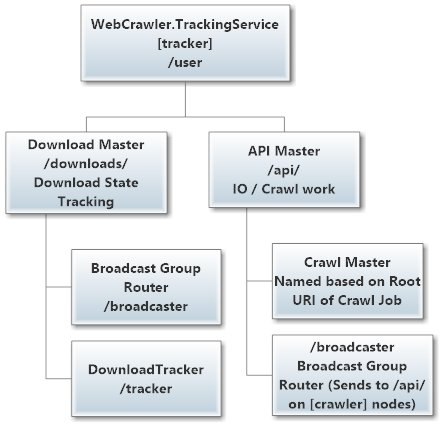 WebCrawler.TrackingService
[tracker]
/user
Download Master
/downloads/
Download State
Tracking
API Master
/api/
IO / Crawl work
Broadcast Group
Router
/broadcaster
DownloadTracker
/tracker
Crawl Master
Named based on Root
URI of Crawl Job
/broadcaster
Broadcast Group
Router (Sends to /api/
on [crawler] nodes)